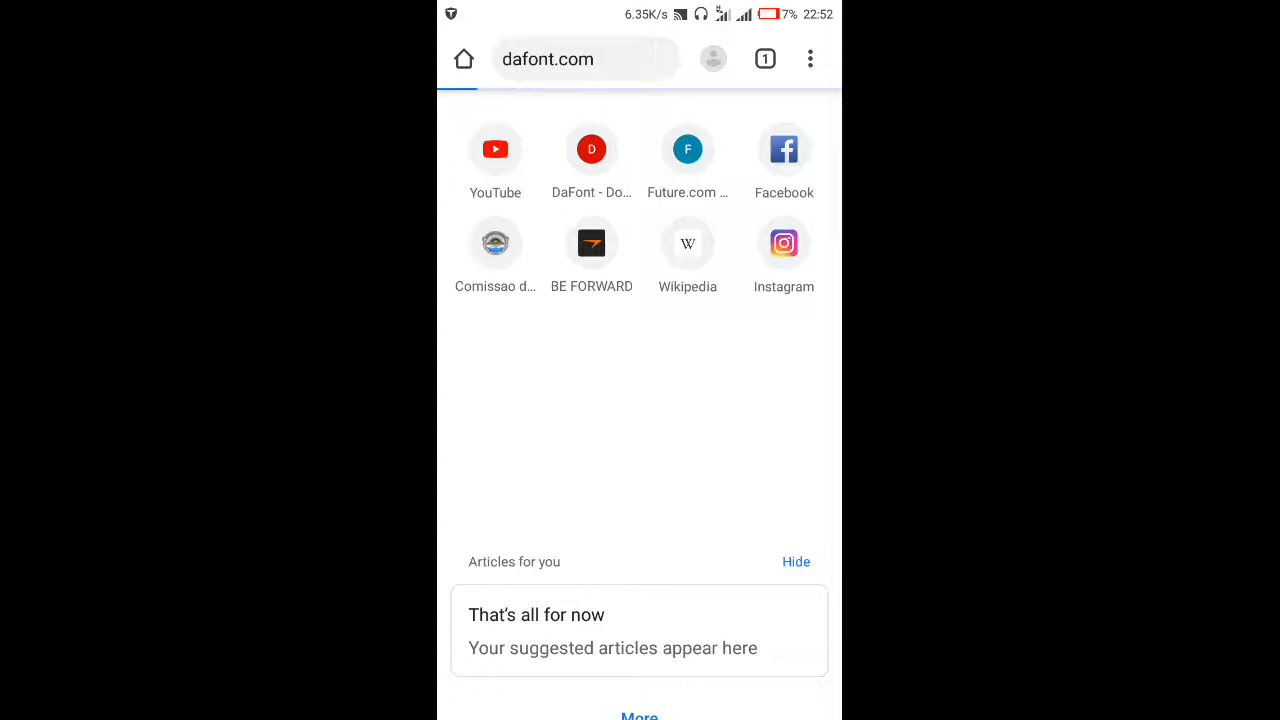 6.35K/s 7% 22:52
dafont.com 1
YouTube DaFont - Do... Future.com ... Facebook
Comissao d... BE FORWARD Wikipedia Instagram
Articles for you Hide
That's all for now
Your suggested articles appear here
More